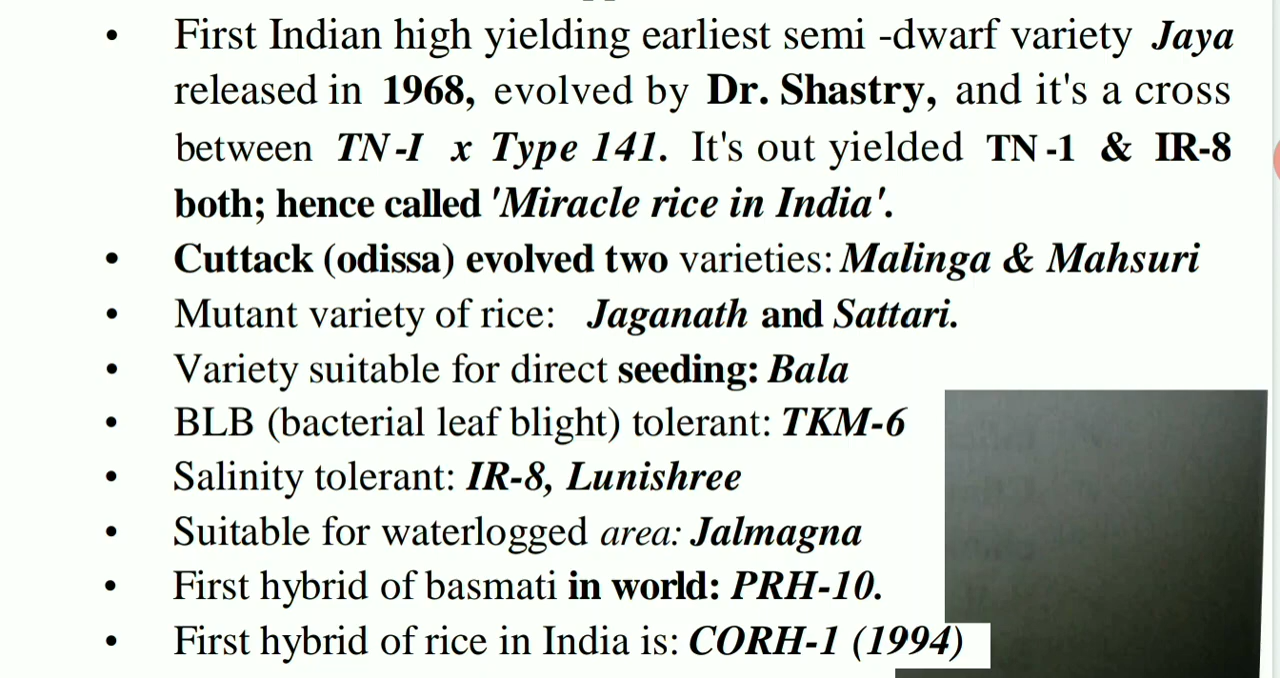 • First Indian high yielding earliest semi -dwarf variety Jaya
released in 1968, evolved by Dr. Shastry, and it's a cross
between TN-I x Type 141. It's out yielded TN-1 & IR-8
both; hence called 'Miracle rice in India'.
• Cuttack (odissa) evolved two varieties: Malinga & Mahsuri
• Mutant variety of rice: Jaganath and Sattari.
• Variety suitable for direct seeding: Bala
• BLB (bacterial leaf blight) tolerant: TKM-6
• Salinity tolerant: IR-8, Lunishree
• Suitable for waterlogged area: Jalmagna
• First hybrid of basmati in world: PRH-10.
• First hybrid of rice in India is: CORH-1 (1994)